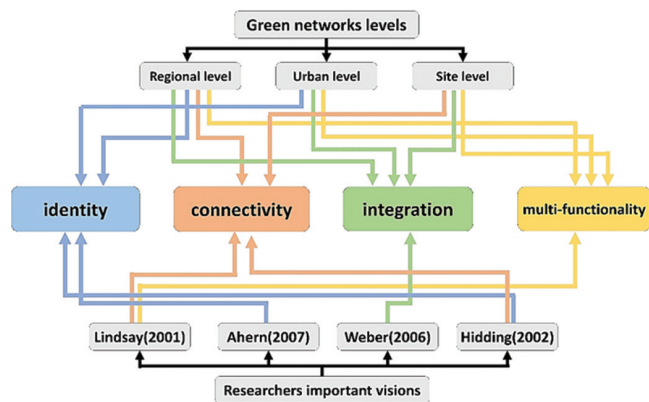 Green networks levels
Regional level
Urban level
Site level
identity
connectivity
integration
multi-functionality
Lindsay(2001)
Ahern(2007)
Weber(2006)
Hidding(2002)
Researchers important visions